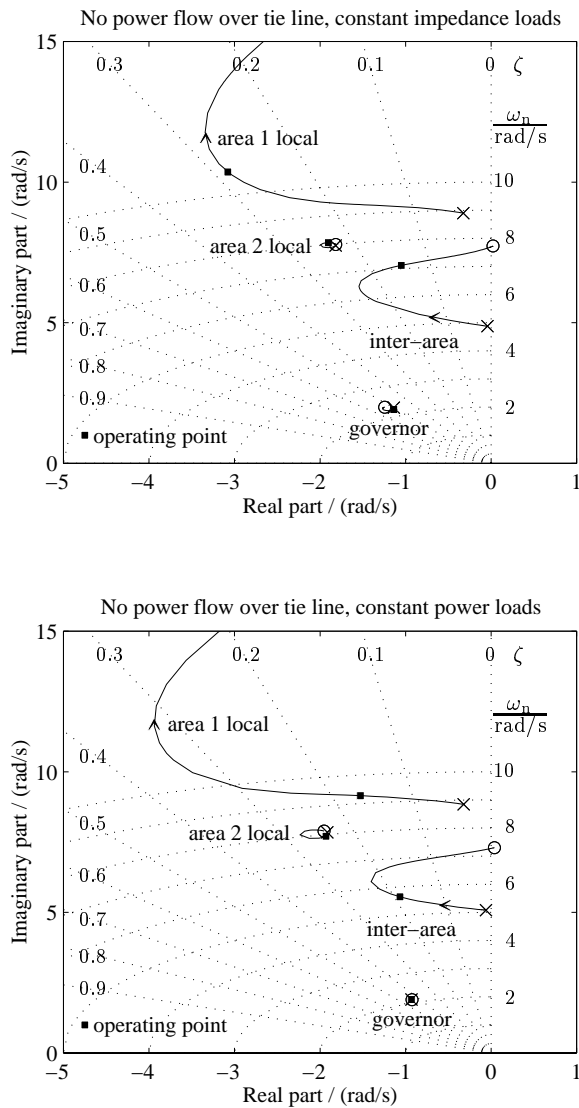 No power flow over tie line, constant impedance loads
15
0.3
0.2
0.1
0
ζ
ωn
rad/s
area 1 local
0.4
10
10
0.5
area 2 local
8
0.6
6
Imaginary part / (rad/s)
0.7
5
inter−area
0.8
4
0.9
2
governor
operating point
0
−5
−4
−3
−2
−1
0
1
Real part / (rad/s)
No power flow over tie line, constant power loads
15
0.3
0.2
0.1
0
ζ
ωn
rad/s
area 1 local
0.4
10
10
0.5
area 2 local
8
0.6
6
Imaginary part / (rad/s)
0.7
5
inter−area
0.8
4
0.9
2
governor
operating point
0
−5
−4
−3
−2
−1
0
1
Real part / (rad/s)